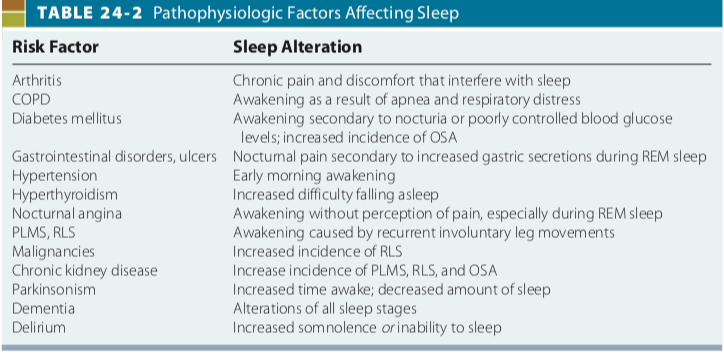 TABLE 24-2 Pathophysiologic Factors Affecting Sleep
Risk Factor Sleep Alteration
Arthritis Chronic pain and discomfort that interfere with sleep
COPD Awakening as a result of apnea and respiratory distress
Diabetes mellitus Awakening secondary to nocturia or poorly controlled blood glucose
levels; increased incidence of OSA
Gastrointestinal disorders, ulcers Nocturnal pain secondary to increased gastric secretions during REM sleep
Hypertension Early morning awakening
Hyperthyroidism Increased difficulty falling asleep
Nocturnal angina Awakening without perception of pain, especially during REM sleep
PLMS, RLS Awakening caused by recurrent involuntary leg movements
Malignancies Increased incidence of RLS
Chronic kidney disease Increase incidence of PLMS, RLS, and OSA
Parkinsonism Increased time awake; decreased amount of sleep
Dementia Alterations of all sleep stages
Delirium Increased somnolence or inability to sleep